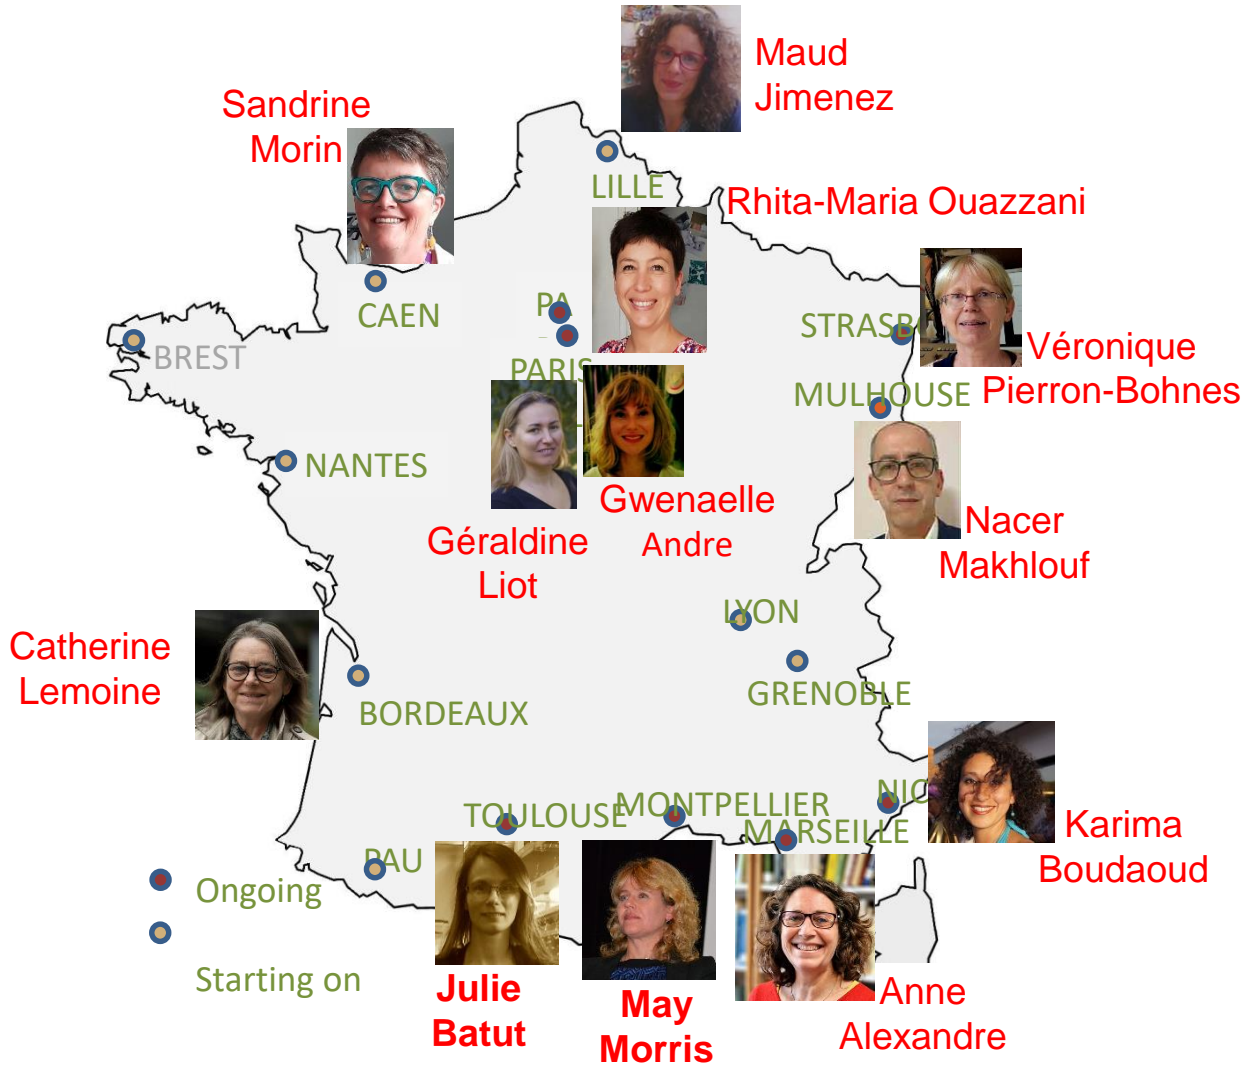 Maud
Jimenez
Sandrine
Morin
LILLE
Rhita-Maria Ouazzani
CAEN
PA
STRASB
BREST
PARIS
Véronique
Pierron-Bohnes
MULHOUSE
NANTES
Gwenaelle
Andre
Géraldine
Liot
Nacer
Makhlouf
LYON
Catherine
Lemoine
GRENOBLE
BORDEAUX
NIC
MONTPELLIER
TOULOUSE
MARSEILLE
Karima
Boudaoud
PAU
Ongoing
Starting on
Julie
Batut
May
Morris
Anne
Alexandre